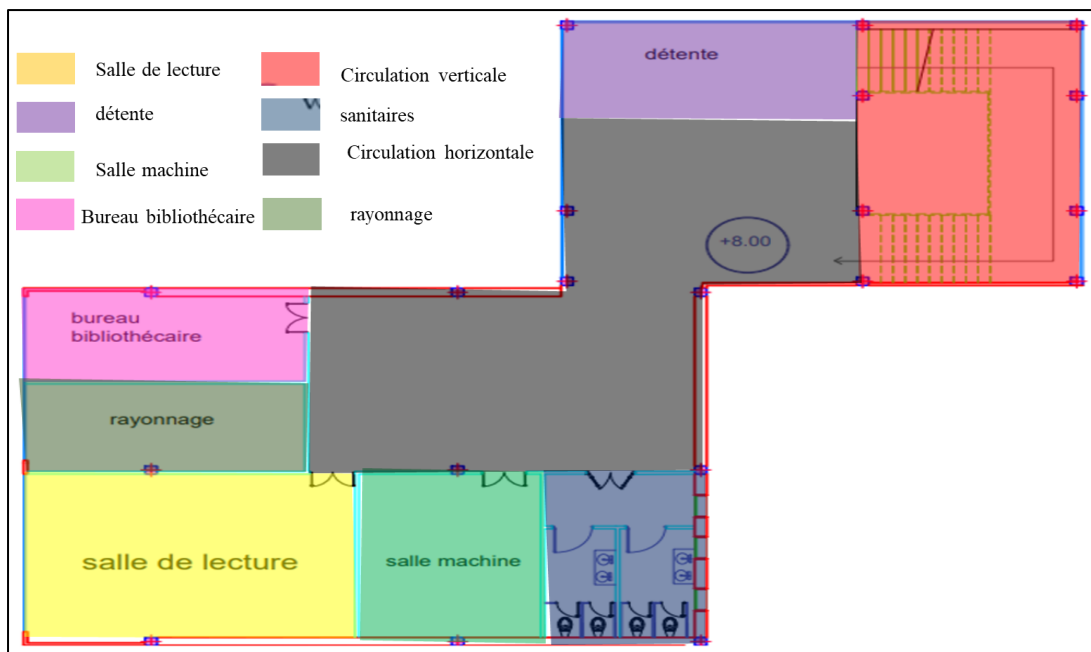 Salle de lecture
Circulation verticale
détente
sanitaires
Salle machine
Circulation horizontale
Bureau bibliothécaire
rayonnage
détente
+8.00
bureau
bibliothécaire
rayonnage
salle de lecture
salle machine